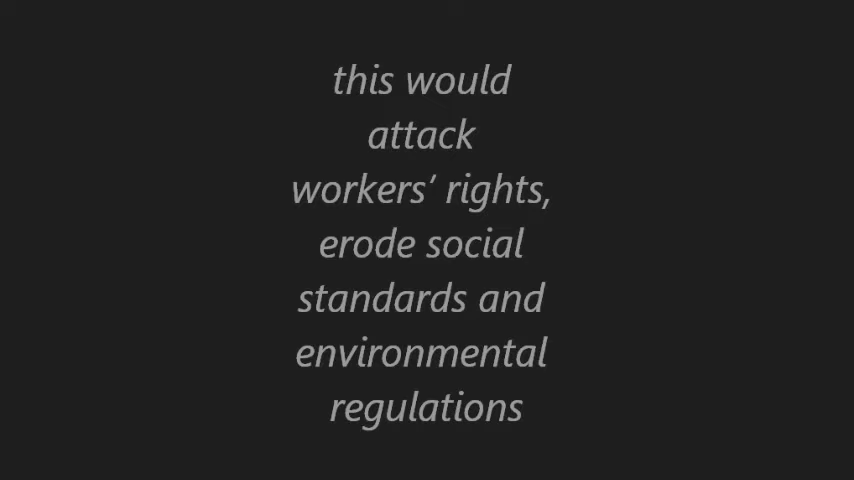 this would
attack
workers’ rights,
erode social
standards and
environmental
regulations